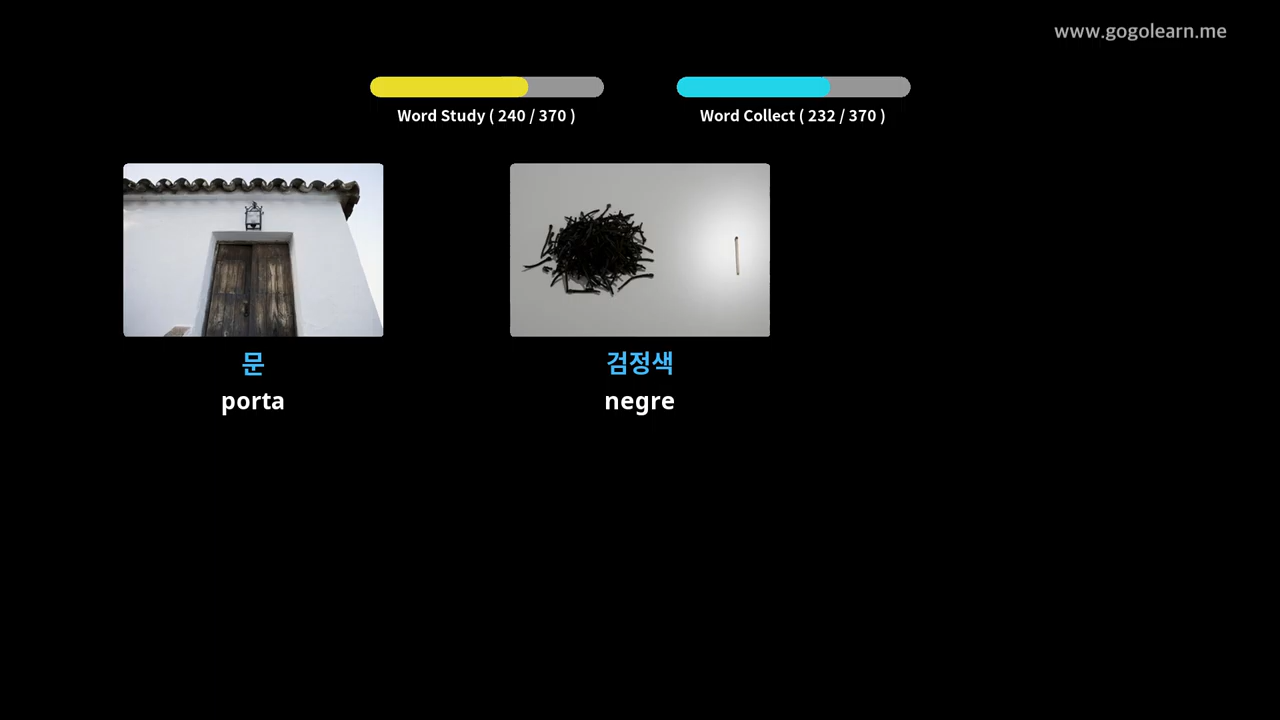 www.gogolearn.me
Word Study ( 240 / 370 )
Word Collect ( 232 / 370 )
문
porta
검정색
negre